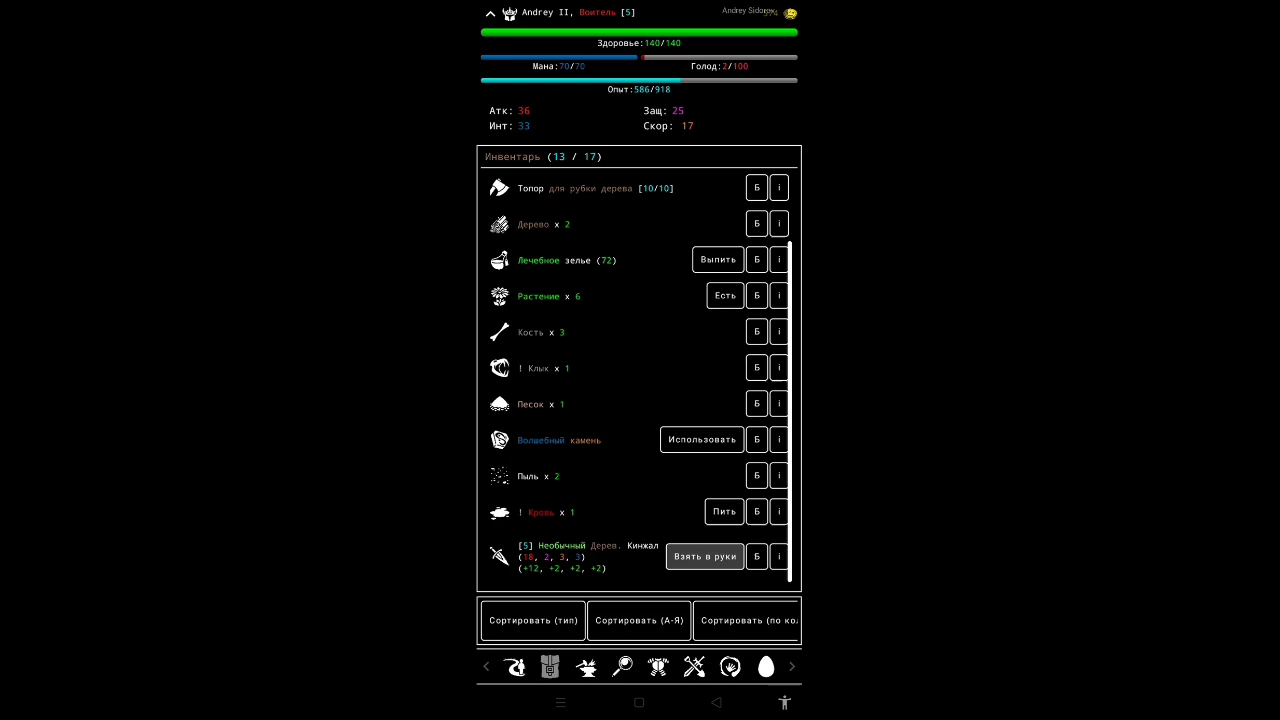 Andrey II, Воитель [5]
Здоровье:140/140
Мана:70/70
Голод:2/100
Опыт:586/918
Атк: 36
Защ: 25
Инт: 33
Скор: 17
Инвентарь (13 / 17)
Топор для рубки дерева [10/10] Б i
Дерево x 2 Б i
Лечебное зелье (72) Выпить Б i
Растение x 6 Есть Б i
Кость x 3 Б i
! Клык x 1 Б i
Песок x 1 Б i
Волшебный камень Использовать Б i
Пыль x 2 Б i
! Кровь x 1 Пить Б i
[5] Необычный Дерев. Кинжал
(18, 2, 3, 3) Взять в руки Б i
(+12, +2, +2, +2)
Сортировать (тип) Сортировать (А-Я) Сортировать (по кол